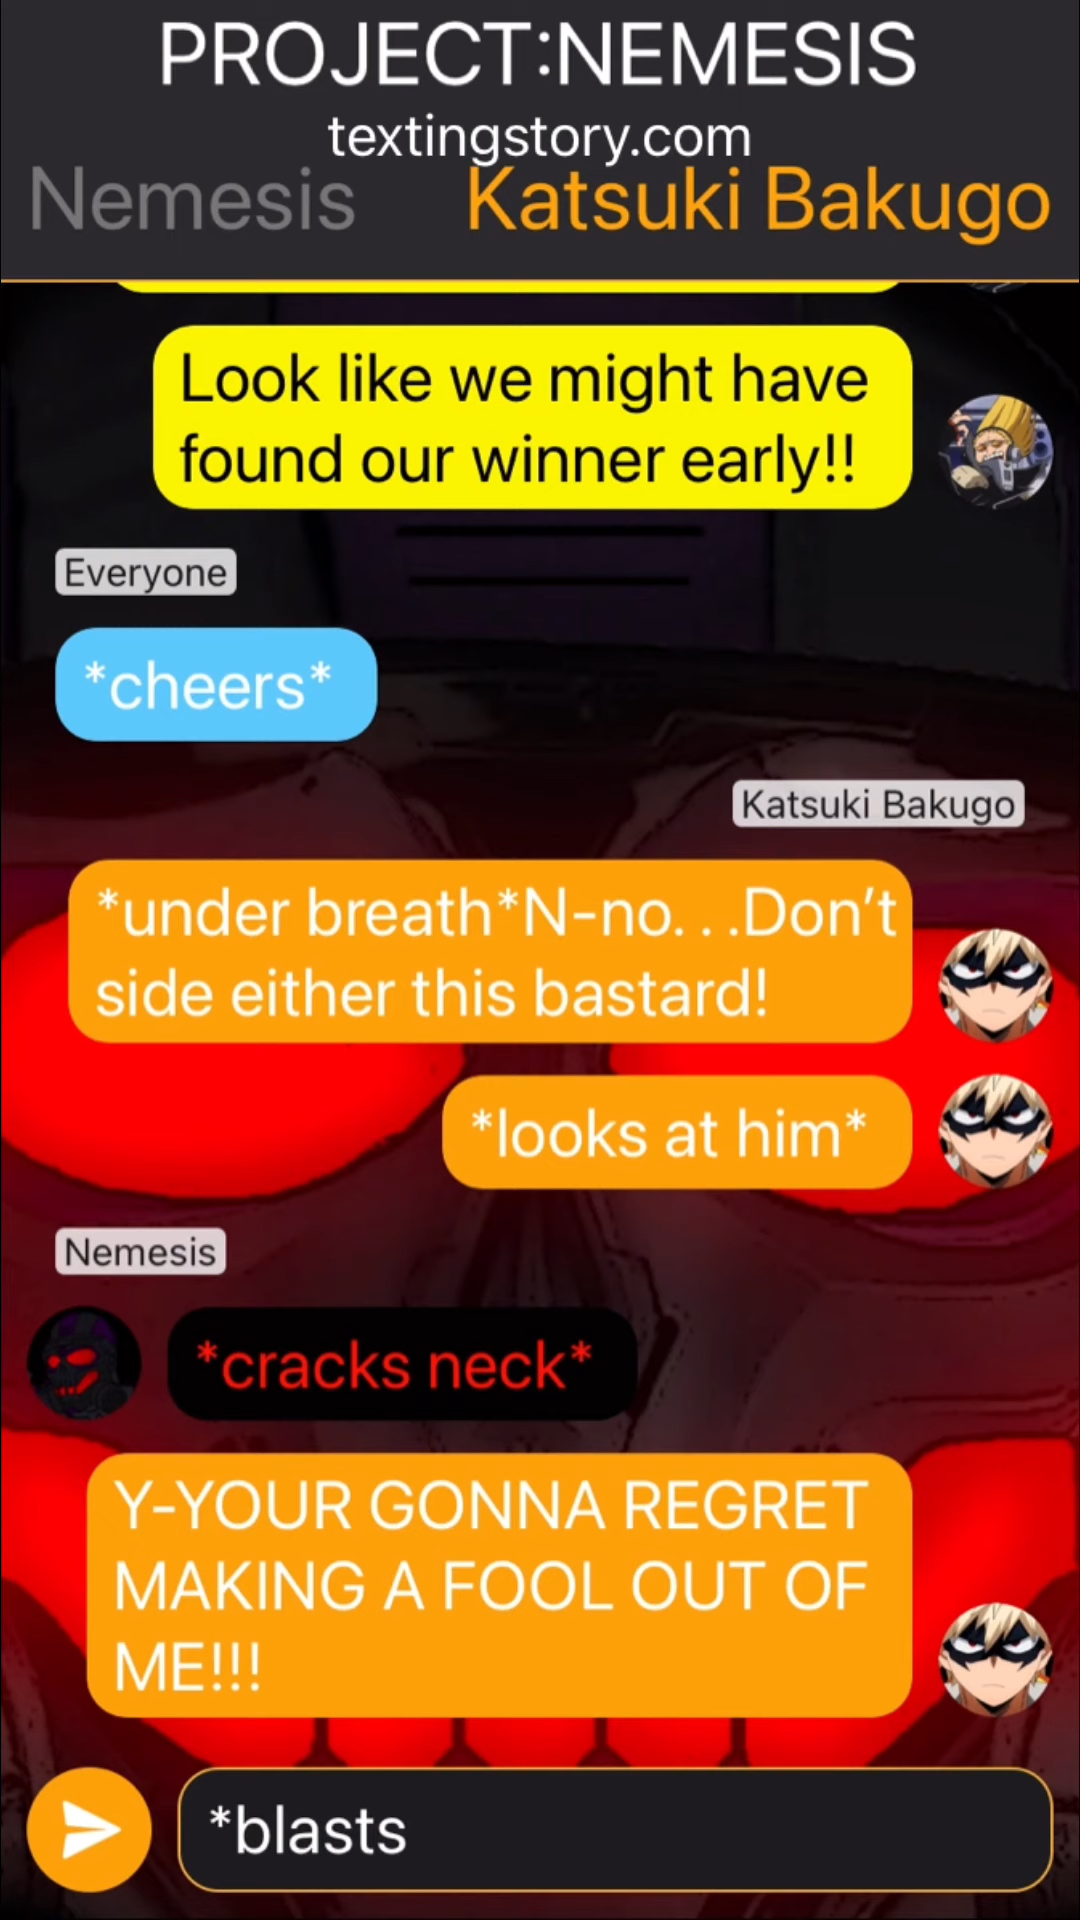 PROJECT:NEMESIS
textingstory.com
Nemesis
Katsuki Bakugo
Look like we might have
found our winner early!!
Everyone
*cheers*
Katsuki Bakugo
*under breath*N-no. . .Don’t
side either this bastard!
*looks at him*
Nemesis
*cracks neck*
Y-YOUR GONNA REGRET
MAKING A FOOL OUT OF
ME!!!
*blasts